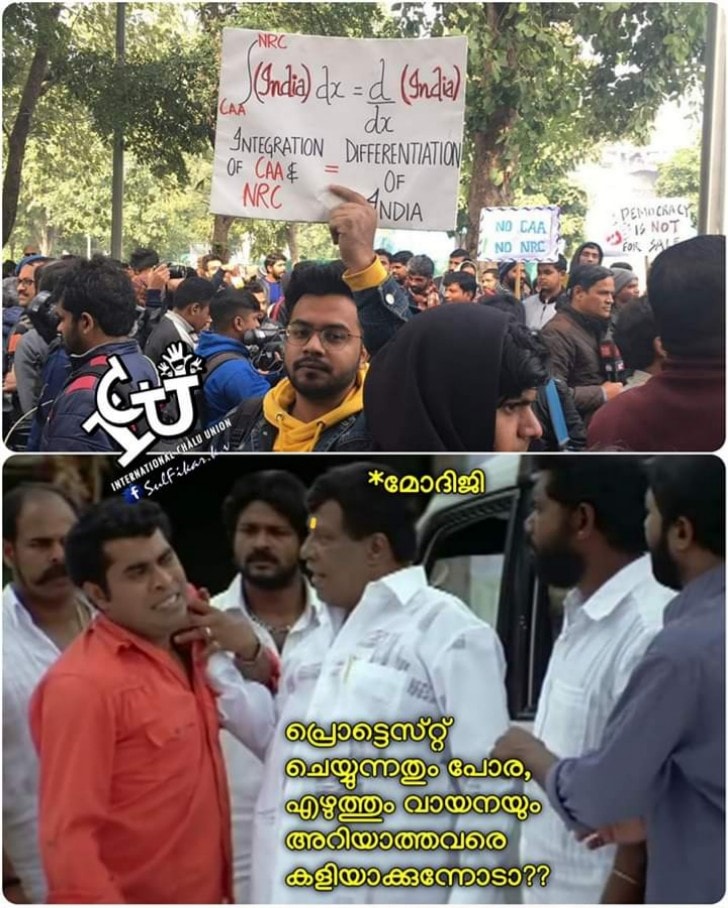 NRC
∫(India) dx = d/dx (India)
CAA
INTEGRATION OF CAA & NRC = DIFFERENTIATION OF INDIA
NO CAA
NO NRC
DEMOCRACY
IS NOT
FOR SALE
ICU
INTERNATIONAL CHALU UNION
f SulFikar
*മോദിജി
പ്രൊട്ടെസ്റ്റ്
ചെയ്യുന്നതും പോര,
എഴുത്തും വായനയും
അറിയാത്തവരെ
കളിയാക്കുന്നോടാ??